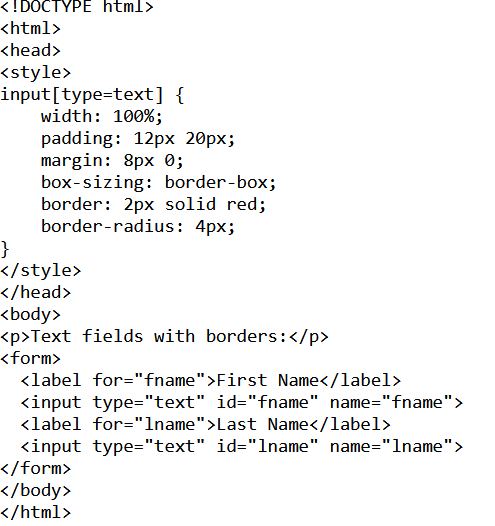 <!DOCTYPE html>
<html>
<head>
<style>
input[type=text] {
    width: 100%;
    padding: 12px 20px;
    margin: 8px 0;
    box-sizing: border-box;
    border: 2px solid red;
    border-radius: 4px;
}
</style>
</head>
<body>
<p>Text fields with borders:</p>
<form>
  <label for="fname">First Name</label>
  <input type="text" id="fname" name="fname">
  <label for="lname">Last Name</label>
  <input type="text" id="lname" name="lname">
</form>
</body>
</html>